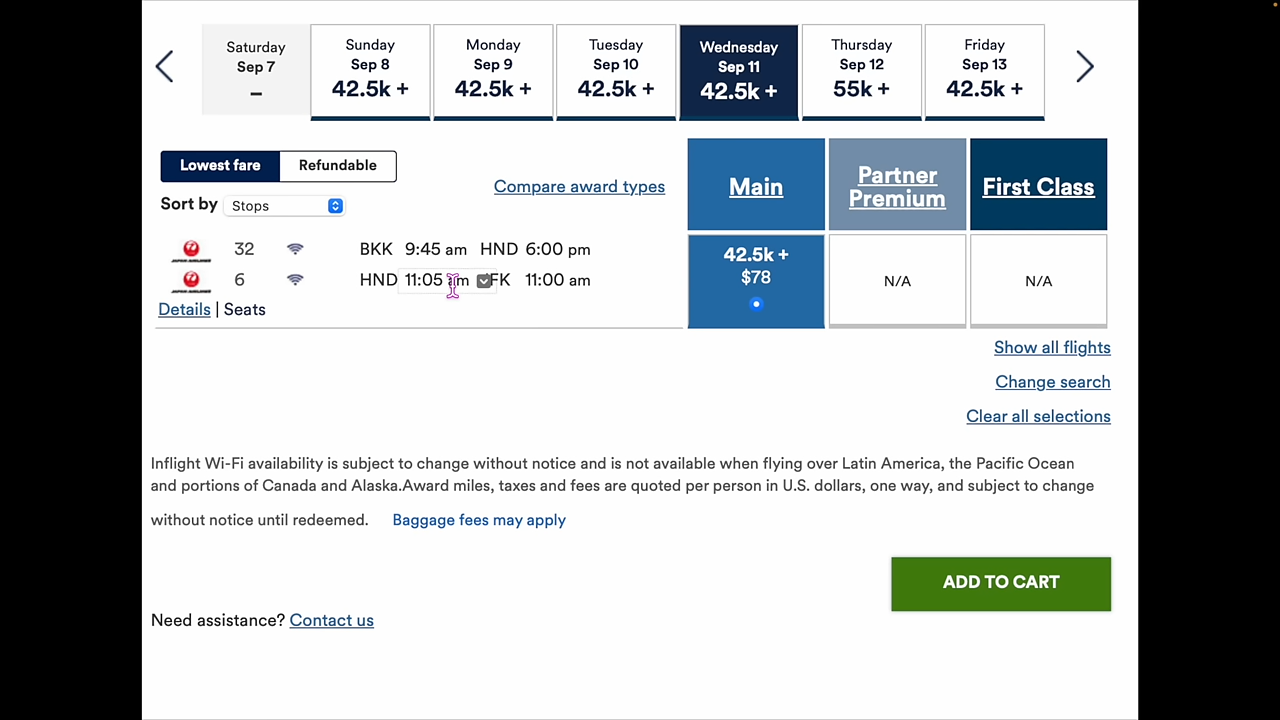 Saturday
Sep 7
–
Sunday
Sep 8
42.5k +
Monday
Sep 9
42.5k +
Tuesday
Sep 10
42.5k +
Wednesday
Sep 11
42.5k +
Thursday
Sep 12
55k +
Friday
Sep 13
42.5k +
Lowest fare
Refundable
Compare award types
Sort by Stops
Main
Partner
Premium
First Class
32 BKK 9:45 am HND 6:00 pm
6 HND 11:05 am FK 11:00 am
Details | Seats
42.5k +
$78
N/A
N/A
Show all flights
Change search
Clear all selections
Inflight Wi-Fi availability is subject to change without notice and is not available when flying over Latin America, the Pacific Ocean
and portions of Canada and Alaska.Award miles, taxes and fees are quoted per person in U.S. dollars, one way, and subject to change
without notice until redeemed. Baggage fees may apply
ADD TO CART
Need assistance? Contact us